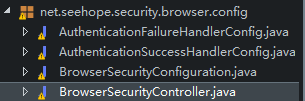 net.seehope.security.browser.config
AuthenticationFailureHandlerConfig.java
AuthenticationSuccessHandlerConfig.java
BrowserSecurityConfiguration.java
BrowserSecurityController.java